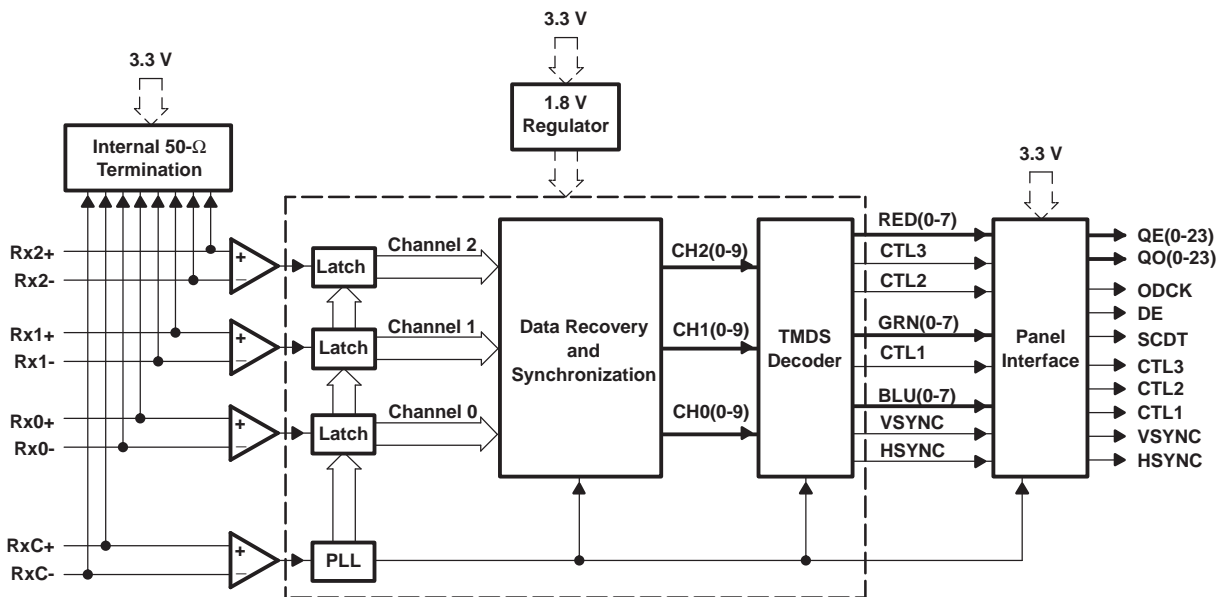 3.3 V
3.3 V
1.8 V
Regulator
Internal 50-Ω
Termination
3.3 V
Rx2+
Rx2-
Rx1+
Rx1-
Rx0+
Rx0-
RxC+
RxC-
+
−
+
−
+
−
+
−
Latch
Latch
Latch
PLL
Channel 2
Channel 1
Channel 0
Data Recovery
and
Synchronization
CH2(0-9)
CH1(0-9)
CH0(0-9)
TMDS
Decoder
RED(0-7)
CTL3
CTL2
GRN(0-7)
CTL1
BLU(0-7)
VSYNC
HSYNC
Panel
Interface
QE(0-23)
QO(0-23)
ODCK
DE
SCDT
CTL3
CTL2
CTL1
VSYNC
HSYNC